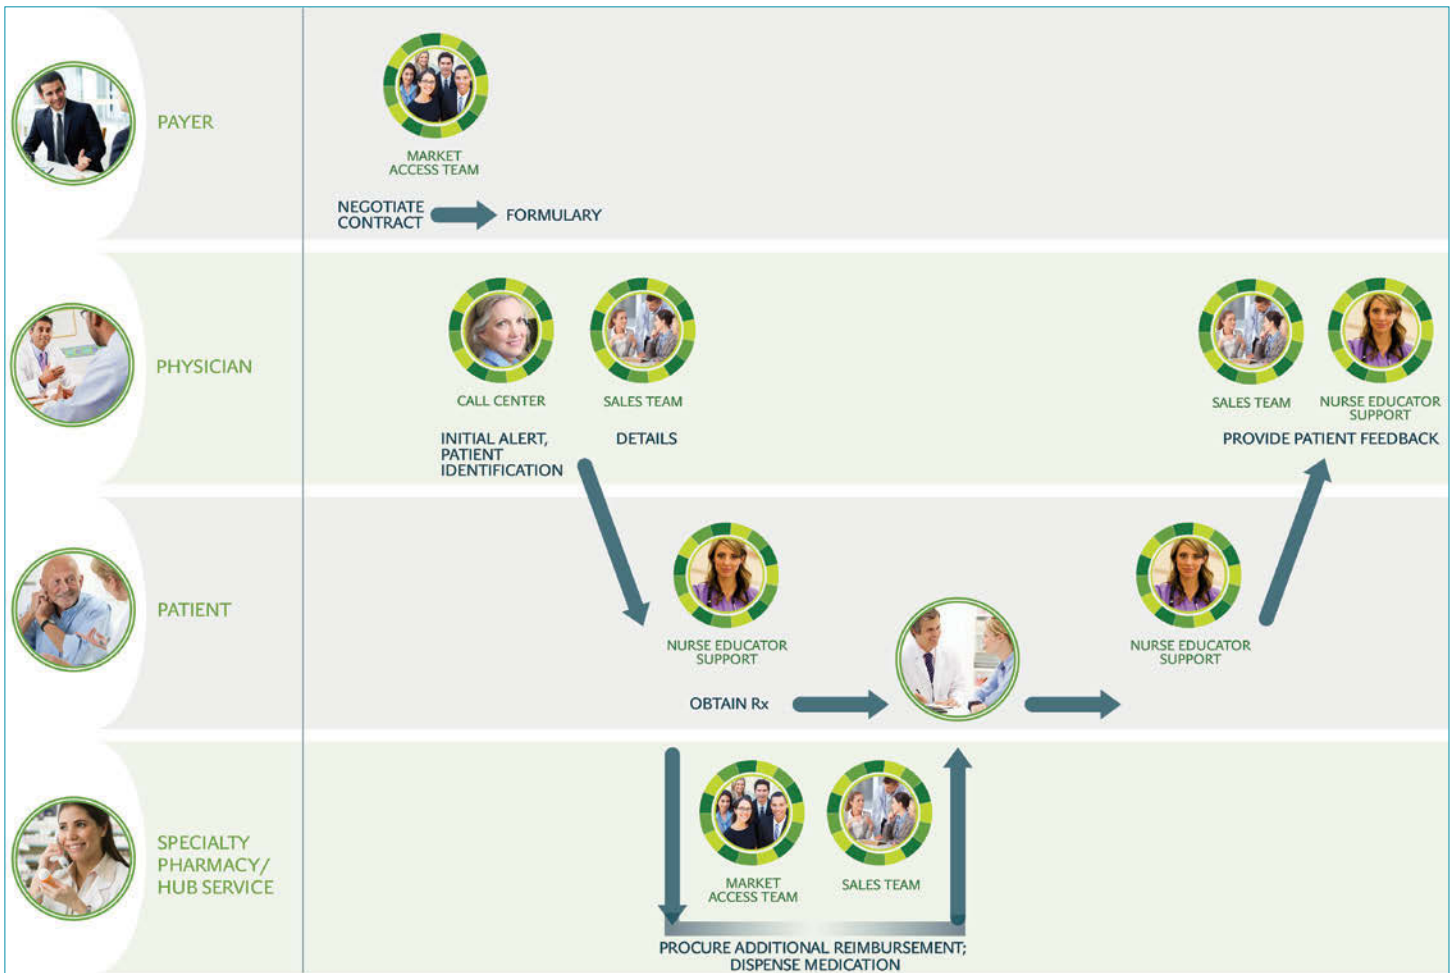 PAYER
MARKET
ACCESS TEAM
NEGOTIATE
CONTRACT
FORMULARY
PHYSICIAN
CALL CENTER
SALES TEAM
INITIAL ALERT,
PATIENT
IDENTIFICATION
DETAILS
SALES TEAM
NURSE EDUCATOR
SUPPORT
PROVIDE PATIENT FEEDBACK
PATIENT
NURSE EDUCATOR
SUPPORT
OBTAIN Rx
NURSE EDUCATOR
SUPPORT
SPECIALTY
PHARMACY/
HUB SERVICE
MARKET
ACCESS TEAM
SALES TEAM
PROCURE ADDITIONAL REIMBURSEMENT;
DISPENSE MEDICATION